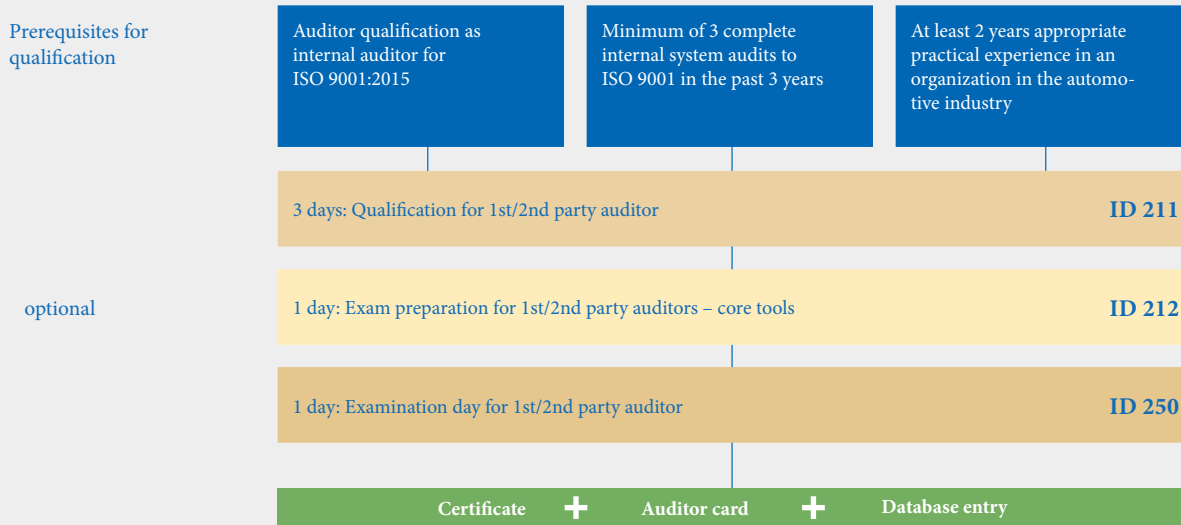 Prerequisites for
qualification
Auditor qualification as
internal auditor for
ISO 9001:2015
Minimum of 3 complete
internal system audits to
ISO 9001 in the past 3 years
At least 2 years appropriate
practical experience in an
organization in the automo-
tive industry
3 days: Qualification for 1st/2nd party auditor
ID 211
optional
1 day: Exam preparation for 1st/2nd party auditors – core tools
ID 212
1 day: Examination day for 1st/2nd party auditor
ID 250
Certificate + Auditor card + Database entry